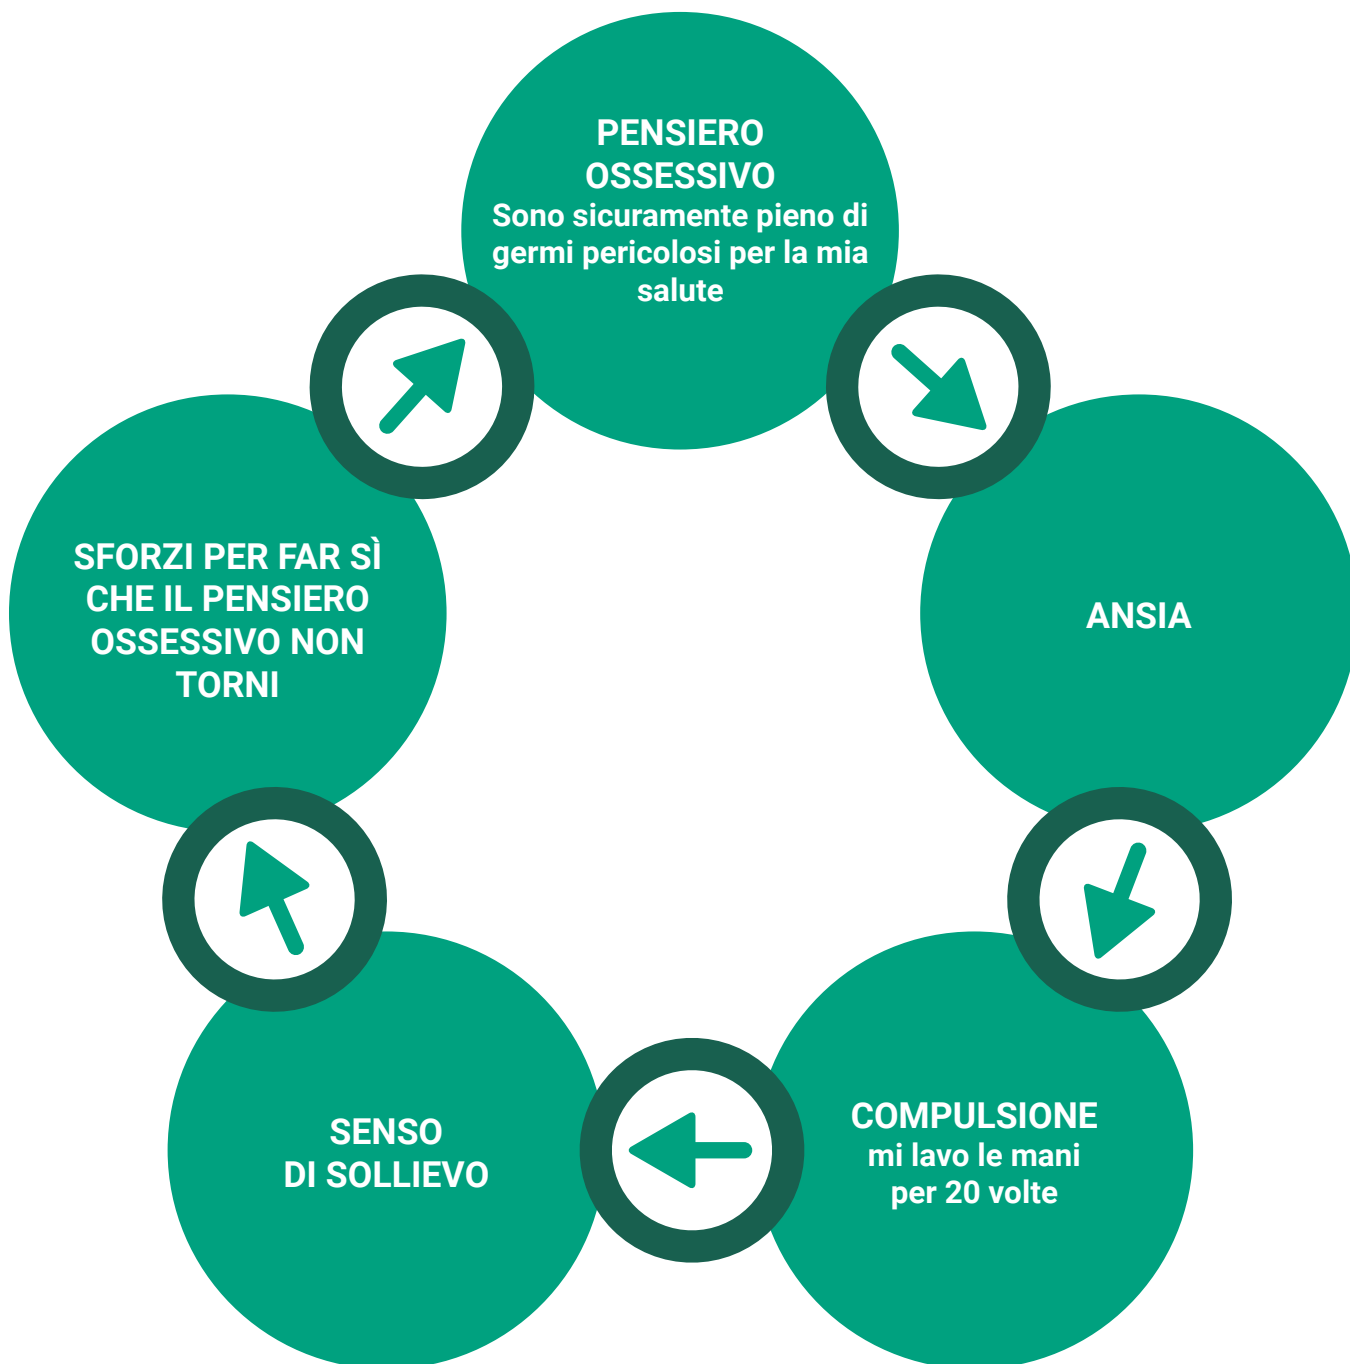 PENSIERO
OSSESSIVO
Sono sicuramente pieno di
germi pericolosi per la mia
salute
ANSIA
COMPULSIONE
mi lavo le mani
per 20 volte
SENSO
DI SOLLIEVO
SFORZI PER FAR SÌ
CHE IL PENSIERO
OSSESSIVO NON
TORNI